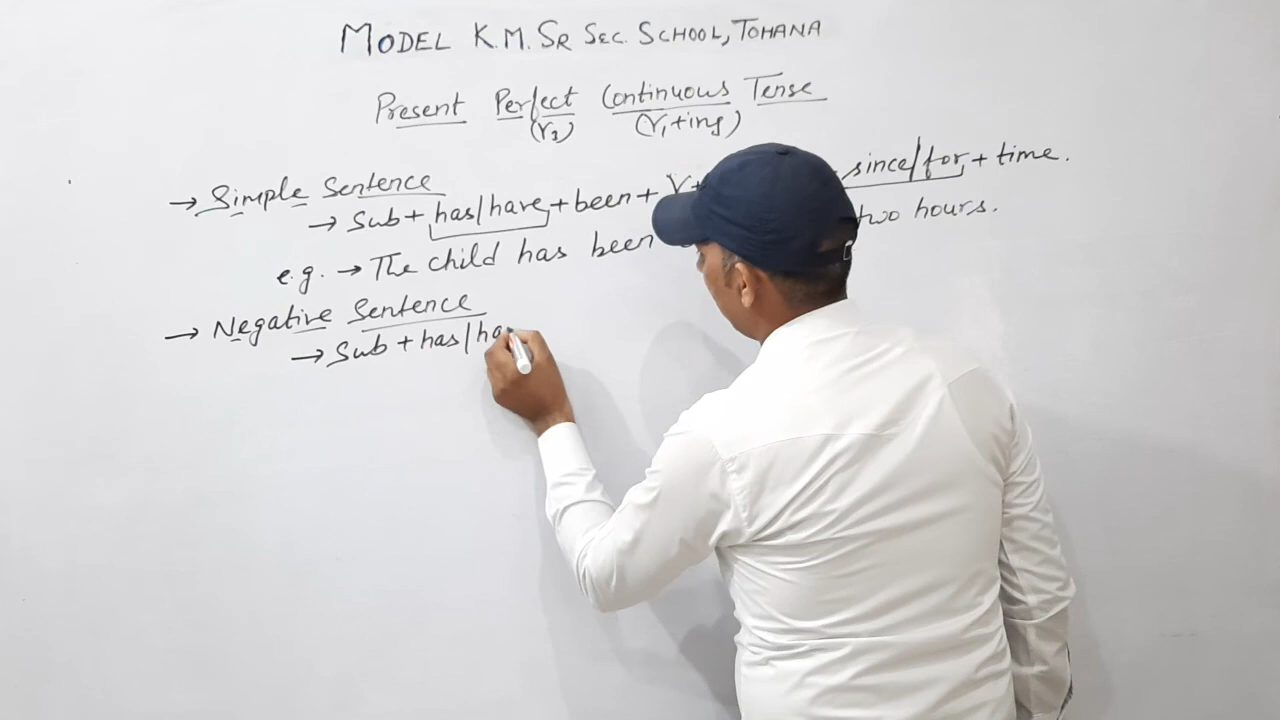 MODEL K.M. SR SEC. SCHOOL, TOHANA
Present Perfect Continuous Tense
(V3) (V1+ing)
→ Simple Sentence
→ Sub + has/have + been + V+ since/for + time.
e.g. → The child has been two hours.
→ Negative Sentence
→ Sub + has/ha